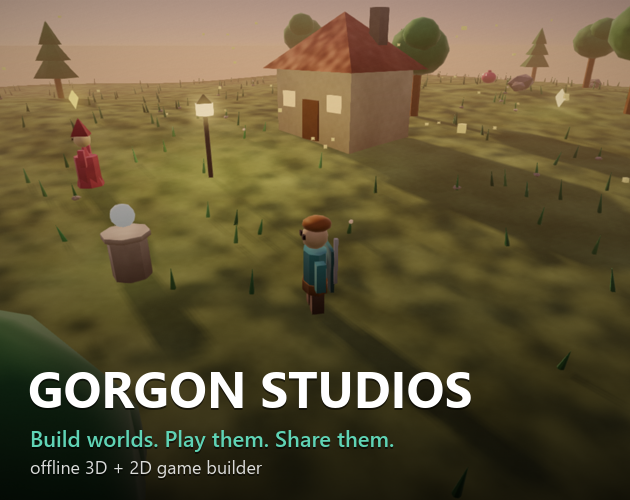 GORGON STUDIOS
Build worlds. Play them. Share them.
offline 3D + 2D game builder